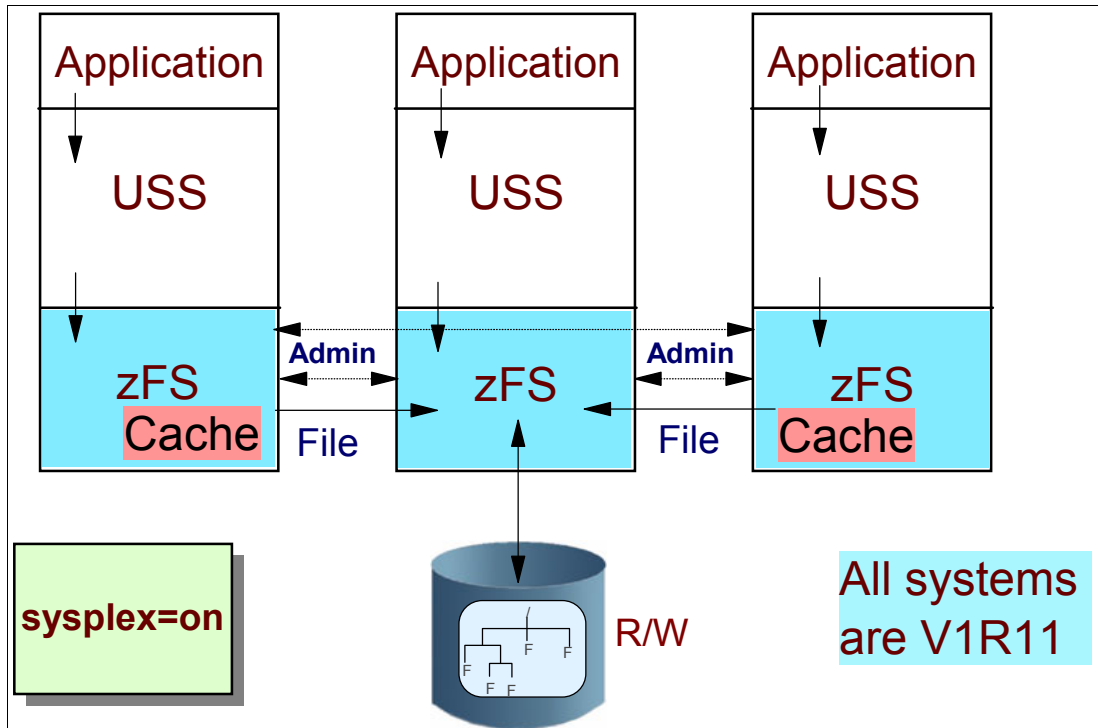 Application
Application
Application
USS
USS
USS
Admin
Admin
zFS
zFS
zFS
Cache
Cache
File
File
sysplex=on
F
F
F
F
F
R/W
All systems
are V1R11